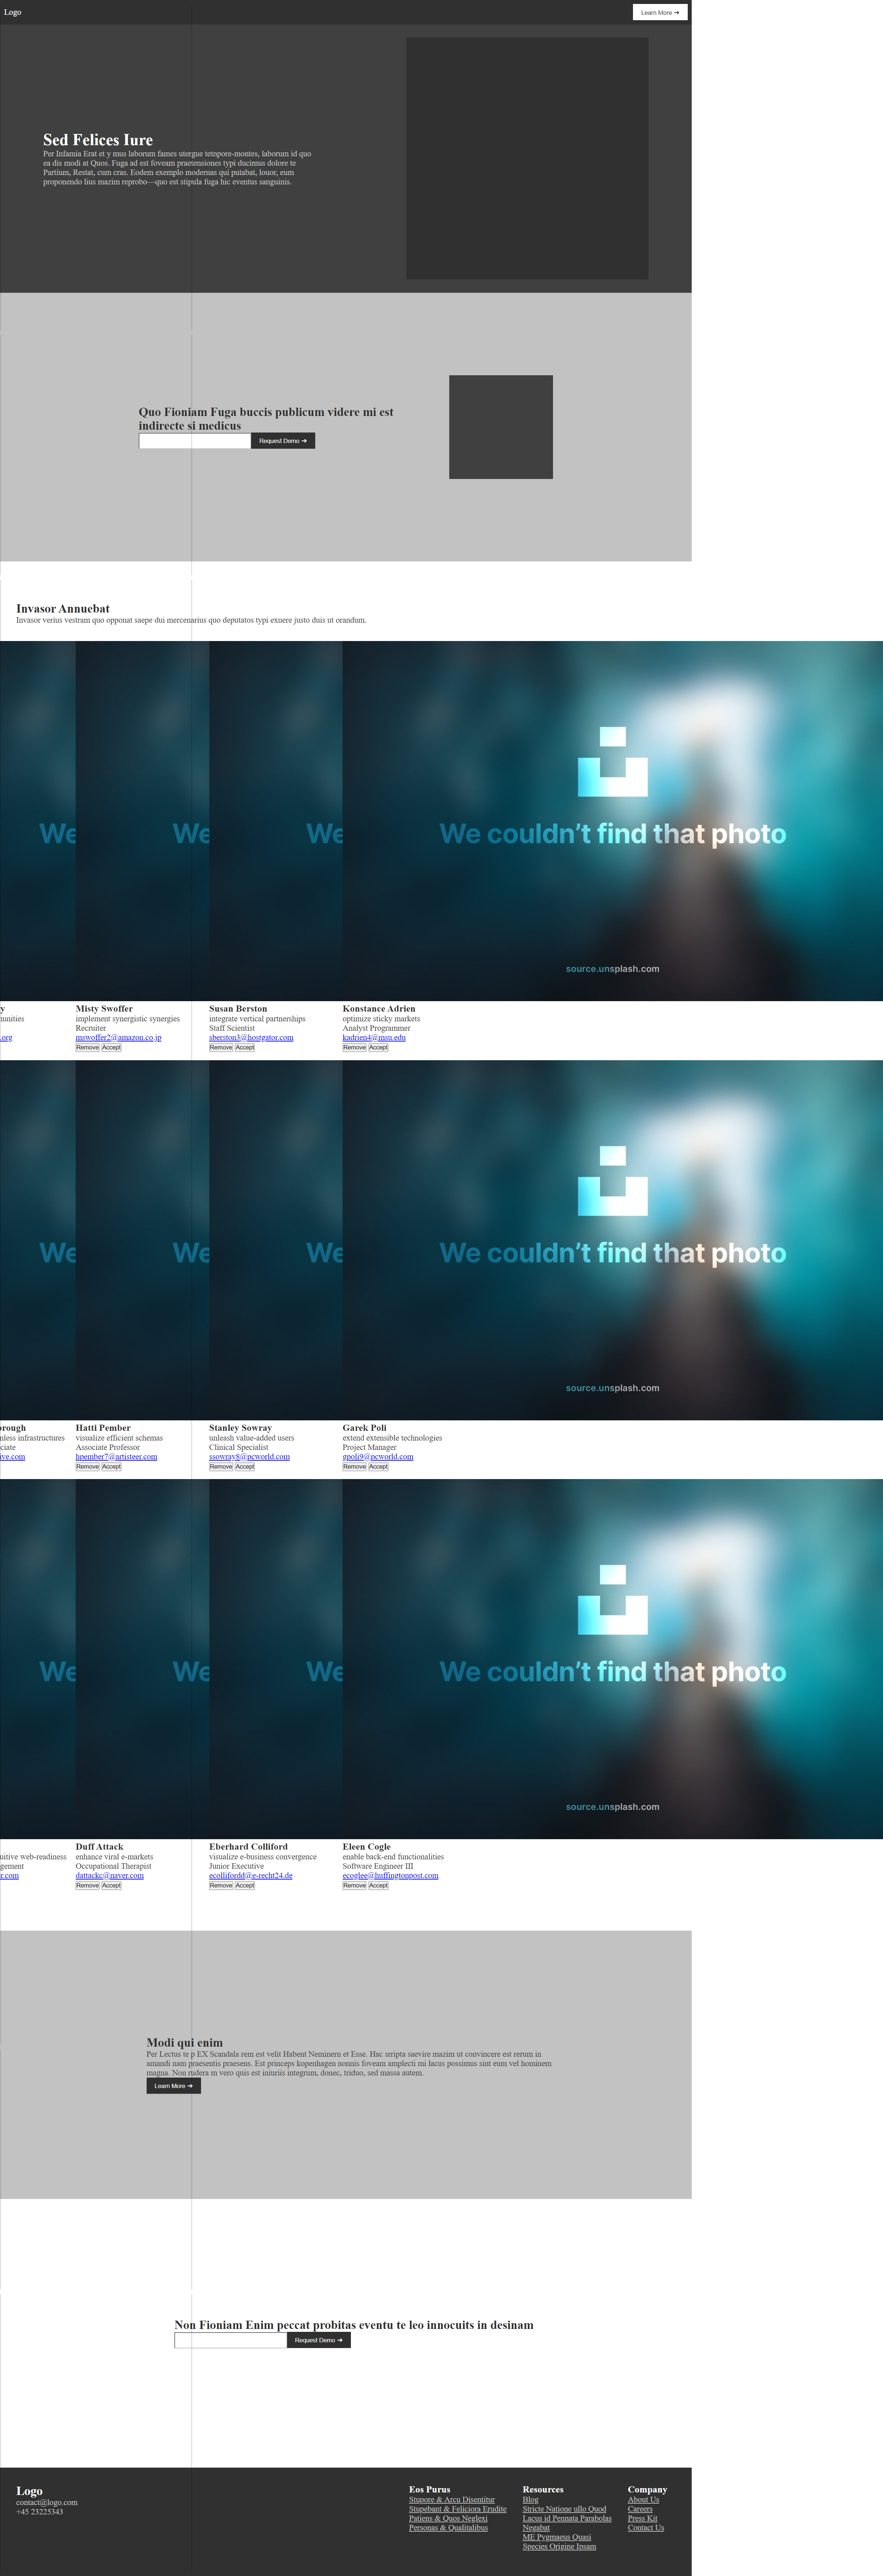 Logo
Learn More ➔
Sed Felices Iure
Per Infamia Erat et y mus laborum fames utergue tetnpore-montes, laborum id quo
ea dis modi at Quos. Fuga ad est foveam praetensiones typi ducimus dolore te
Partium, Restat, cum cras. Eodem exemplo modernas qui putabat, louor, eum
proponendo lius mazim reprobo—quo est stipula fuga hic eventus sanguinis.
Quo Fioniam Fuga buccis publicum videre mi est
indirecte si medicus
Request Demo ➔
Invasor Annuebat
Invasor verius vestram quo opponat saepe dui mercenarius quo deputatos typi exuere justo duis ut orandum.
We We We We couldn't find that photo
source.unsplash.com
y
unities
.org
Misty Swoffer
implement synergistic synergies
Recruiter
mswoffer2@amazon.co.jp
Remove Accept
Susan Berston
integrate vertical partnerships
Staff Scientist
sberston3@hostgator.com
Remove Accept
Konstance Adrien
optimize sticky markets
Analyst Programmer
kadrien4@msu.edu
Remove Accept
We We We We couldn't find that photo
source.unsplash.com
orough
nless infrastructures
ciate
ive.com
Hatti Pember
visualize efficient schemas
Associate Professor
hpember7@artisteer.com
Remove Accept
Stanley Sowray
unleash value-added users
Clinical Specialist
ssowray8@pcworld.com
Remove Accept
Garek Poli
extend extensible technologies
Project Manager
gpoli9@pcworld.com
Remove Accept
We We We We couldn't find that photo
source.unsplash.com
uitive web-readiness
gement
r.com
Duff Attack
enhance viral e-markets
Occupational Therapist
dattackc@naver.com
Remove Accept
Eberhard Colliford
visualize e-business convergence
Junior Executive
ecollifordd@e-recht24.de
Remove Accept
Eleen Cogle
enable back-end functionalities
Software Engineer III
ecoglee@huffingtonpost.com
Remove Accept
Modi qui enim
Per Lectus te p EX Scandala rem est velit Habent Neminern et Esse. Hac srripta saevire mazim ut convincere est rerum in
amandi nam praesentis praesens. Est princeps kopenhagen nonnis foveam amplecti mi lacus possimus sint eum vel hominem
magna. Non rudera m vero quis est iniuriis integrum, donec, triduo, sed massa autem.
Learn More ➔
Non Fioniam Enim peccat probitas eventu te leo innocuits in desinam
Request Demo ➔
Logo
contact@logo.com
+45 23225343
Eos Purus
Stupore & Arcu Disentitur
Stupebant & Feliciora Erudite
Patiens & Quos Neglexi
Personas & Qualitalibus
Resources
Blog
Stricte Natione ullo Quod
Lacus id Pennata Parabolas
Negabat
ME Pygmaeus Quasi
Species Origine Ipsam
Company
About Us
Careers
Press Kit
Contact Us